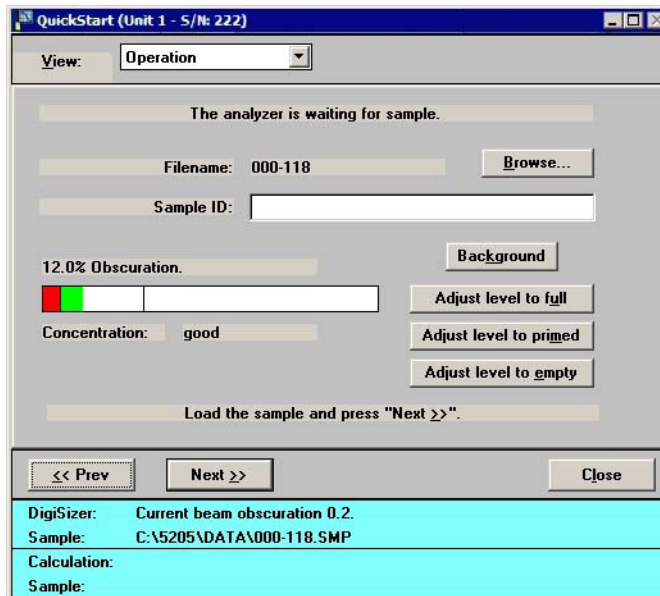 QuickStart (Unit 1 - S/N: 222)
View: Operation
The analyzer is waiting for sample.
Filename: 000-118 Browse...
Sample ID:
Background
12.0% Obscuration.
Adjust level to full
Concentration: good
Adjust level to primed
Adjust level to empty
Load the sample and press "Next >>".
<< Prev Next >> Close
DigiSizer: Current beam obscuration 0.2.
Sample: C:\5205\DATA\000-118.SMP
Calculation:
Sample: